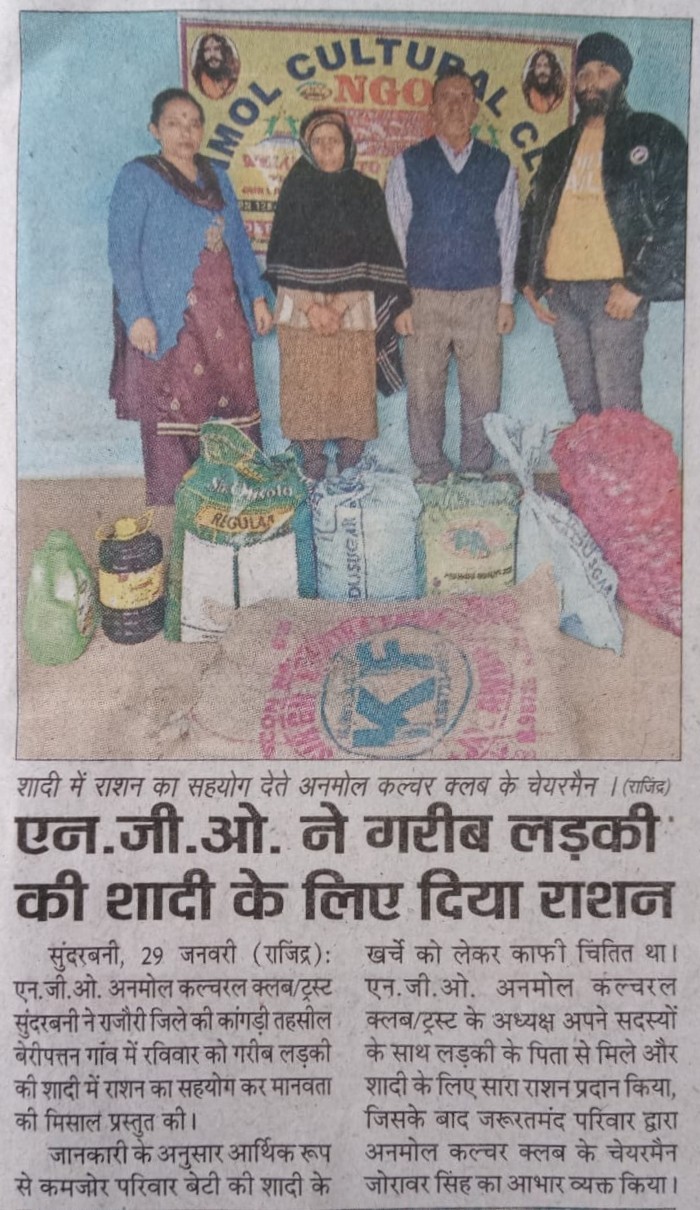 NMOL CULTURAL CL
NGO
TO
REGULAR
DUSUGAR
KF
शादी में राशन का सहयोग देते अनमोल कल्चर क्लब के चेयरमैन । (राजिंद्र)
एन.जी.ओ. ने गरीब लड़की
की शादी के लिए दिया राशन
सुंदरबनी, 29 जनवरी (राजिंद्र):
एन.जी.ओ. अनमोल कल्चरल क्लब/ट्रस्ट
सुंदरबनी ने राजौरी जिले की कांगड़ी तहसील
बेरीपत्तन गांव में रविवार को गरीब लड़की
की शादी में राशन का सहयोग कर मानवता
की मिसाल प्रस्तुत की।
जानकारी के अनुसार आर्थिक रूप
से कमजोर परिवार बेटी की शादी के
खर्चे को लेकर काफी चिंतित था।
एन.जी.ओ. अनमोल कल्चरल
क्लब/ट्रस्ट के अध्यक्ष अपने सदस्यों
के साथ लड़की के पिता से मिले और
शादी के लिए सारा राशन प्रदान किया,
जिसके बाद जरूरतमंद परिवार द्वारा
अनमोल कल्चर क्लब के चेयरमैन
जोरावर सिंह का आभार व्यक्त किया।